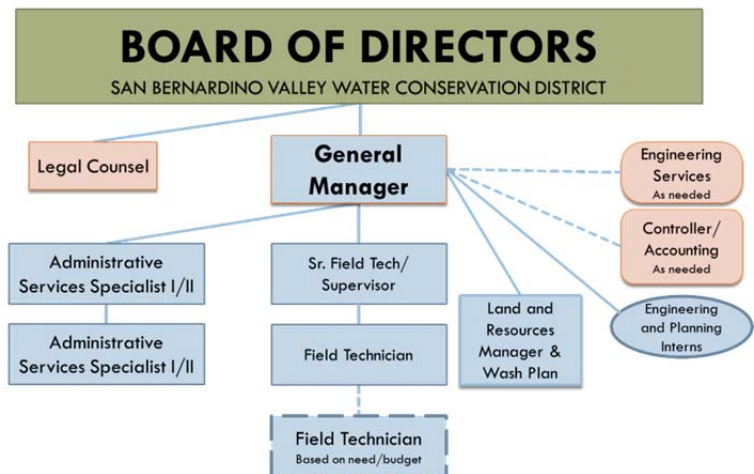 BOARD OF DIRECTORS
SAN BERNARDINO VALLEY WATER CONSERVATION DISTRICT
Legal Counsel
General
Manager
Engineering
Services
As needed
Controller/
Accounting
As needed
Administrative
Services Specialist I/II
Sr. Field Tech/
Supervisor
Land and
Resources
Manager &
Wash Plan
Engineering
and Planning
Interns
Administrative
Services Specialist I/II
Field Technician
Field Technician
Based on need/budget